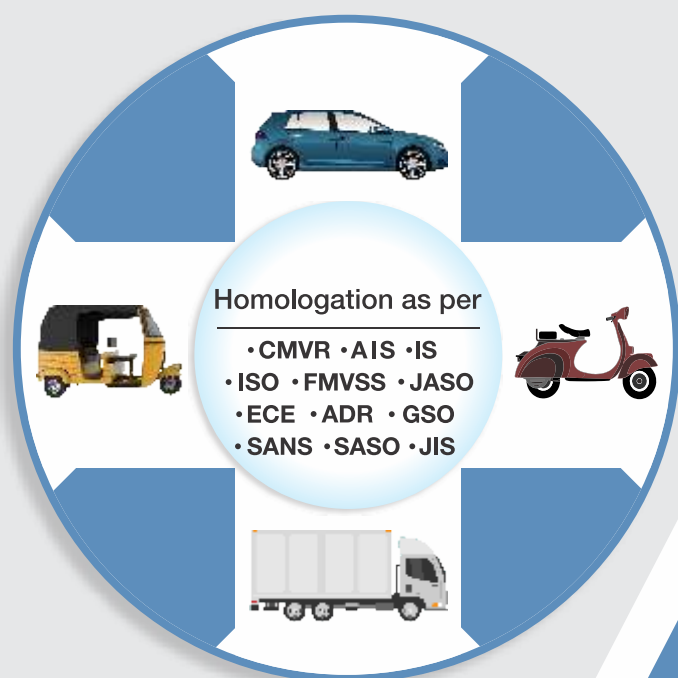 Homologation as per
•CMVR •AIS •IS
•ISO •FMVSS •JASO
•ECE •ADR •GSO
•SANS •SASO •JIS